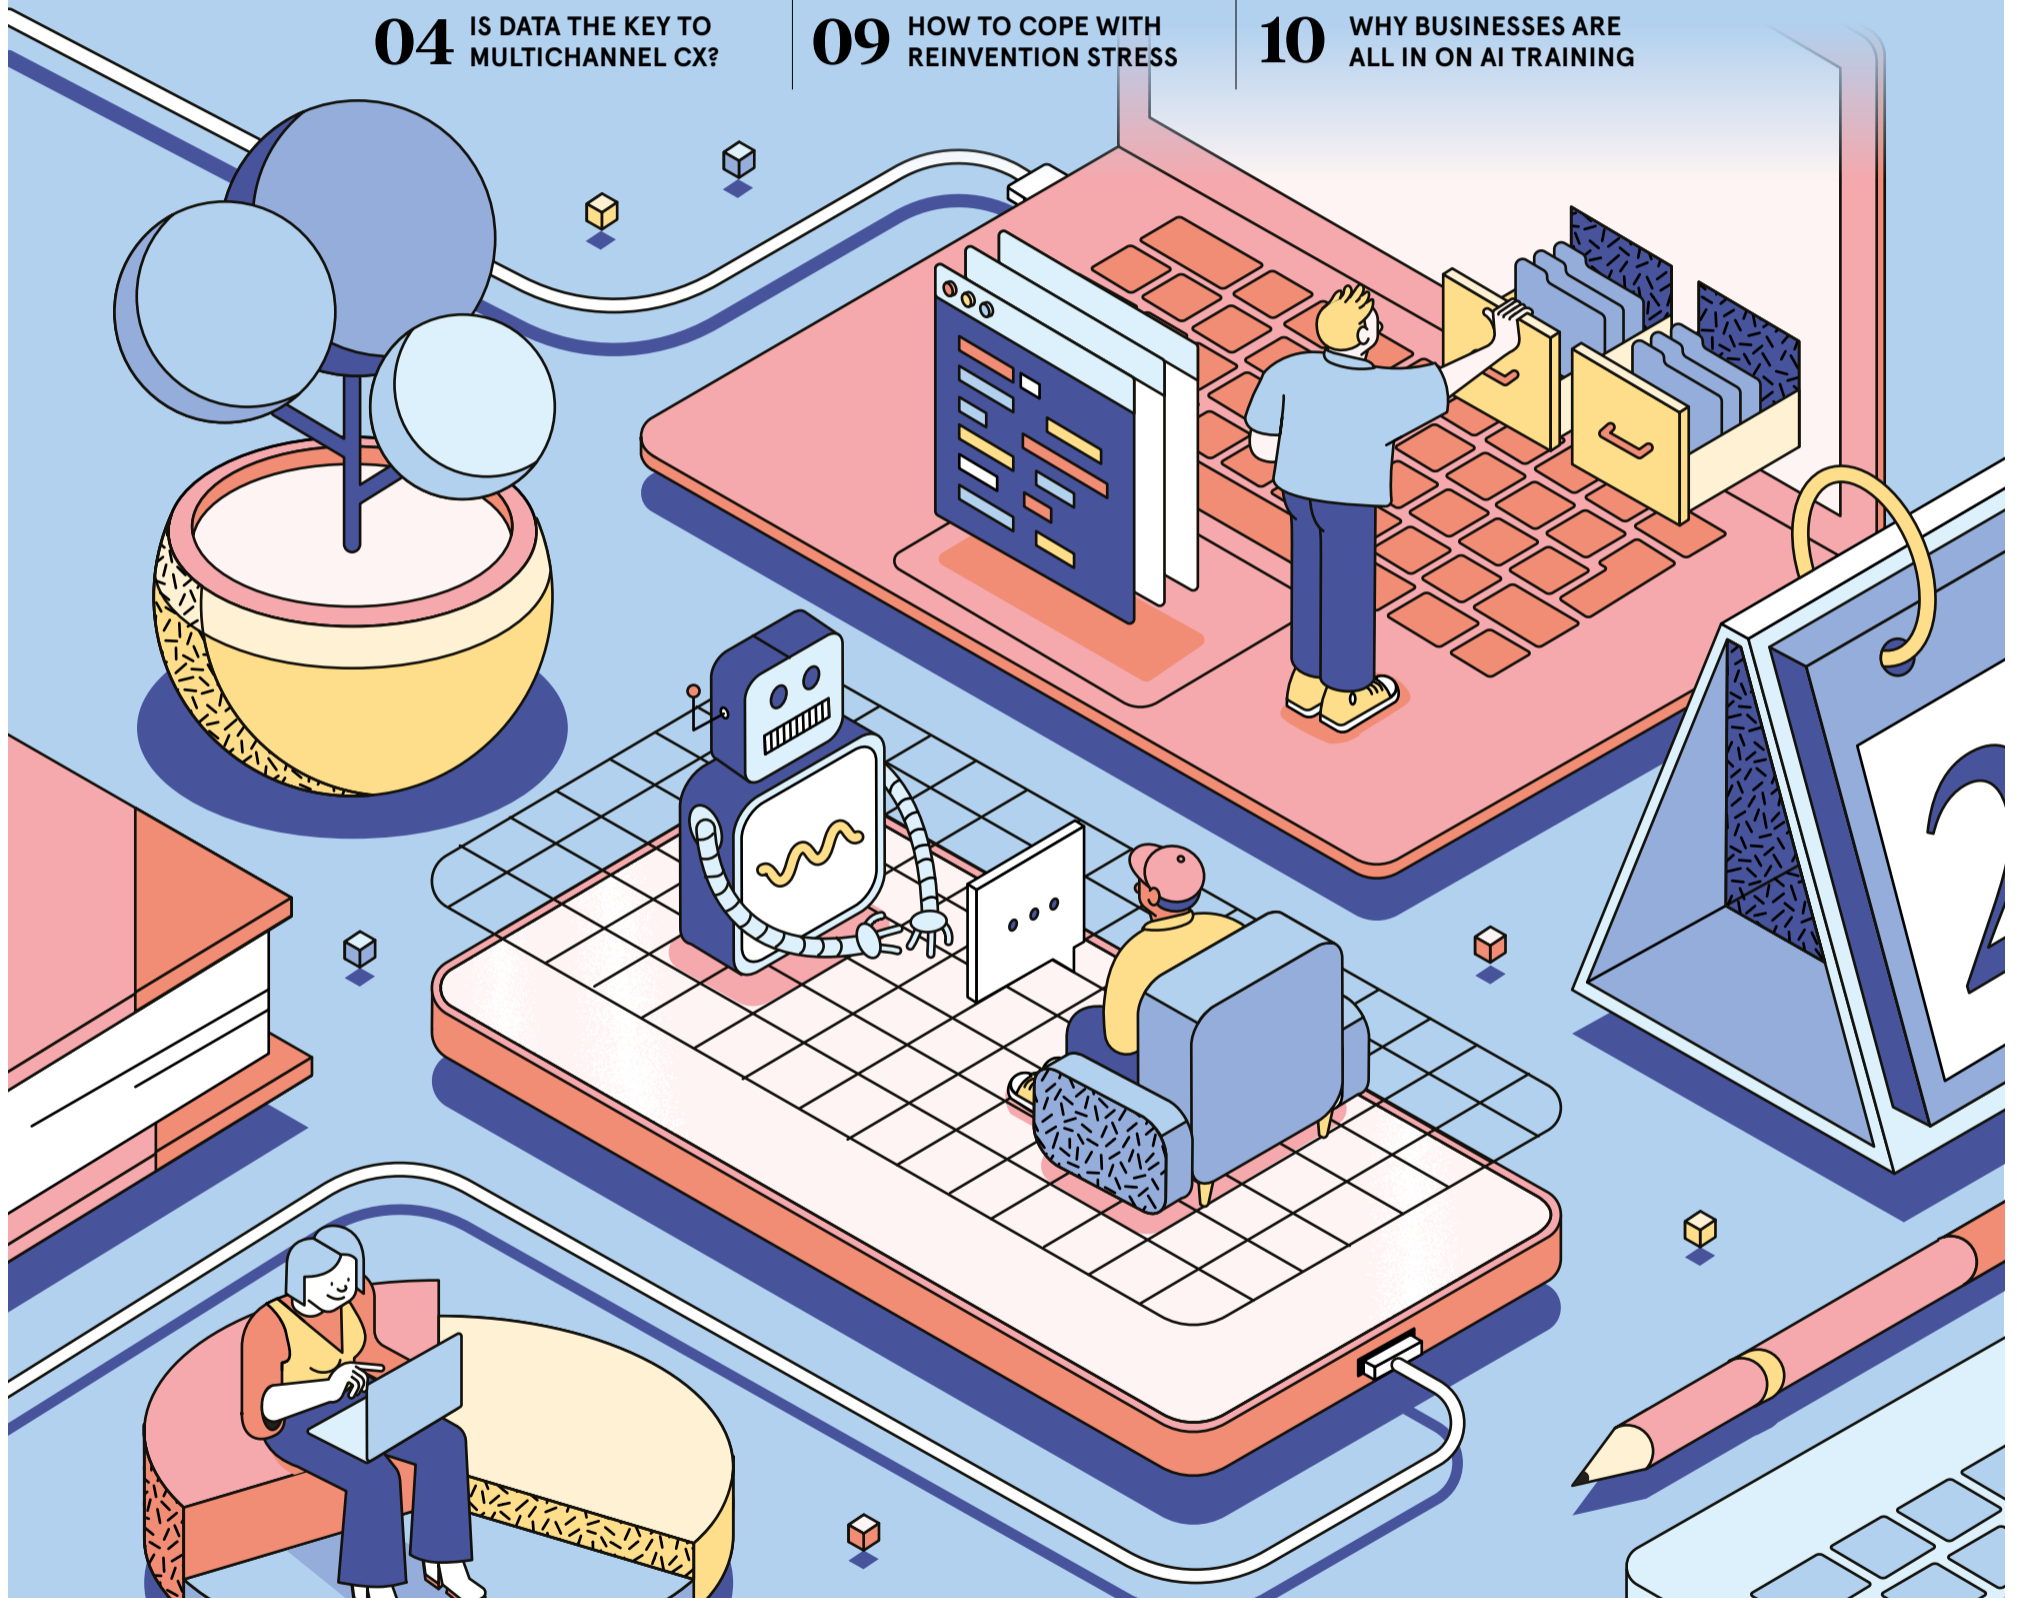 04 IS DATA THE KEY TO
MULTICHANNEL CX?
09 HOW TO COPE WITH
REINVENTION STRESS
10 WHY BUSINESSES ARE
ALL IN ON AI TRAINING
2